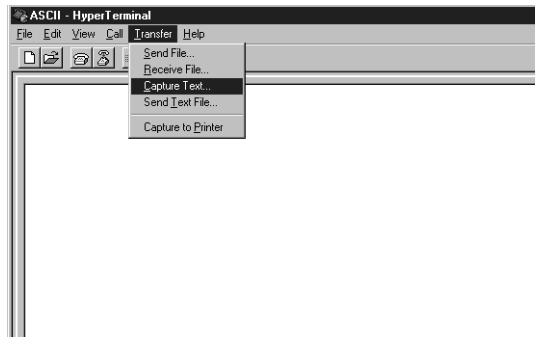 ASCII - HyperTerminal
File Edit View Call Transfer Help
Send File...
Receive File...
Capture Text...
Send Text File...
Capture to Printer